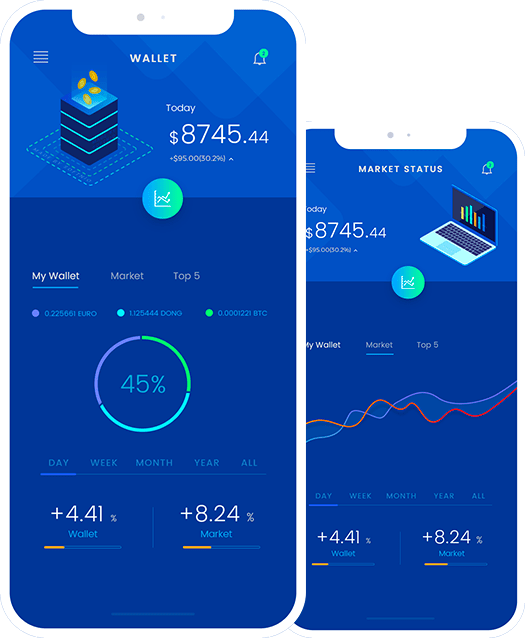 WALLET
Today
$8745.44
+$95.00(30.2%)
My Wallet Market Top 5
0.225661 EURO 1.125444 DONG 0.0001221 BTC
45%
DAY WEEK MONTH YEAR ALL
+4.41 % +8.24 %
Wallet Market
MARKET STATUS
oday
$8745.44
+$95.00(30.2%)
My Wallet Market Top 5
DAY WEEK MONTH YEAR ALL
+4.41 % +8.24 %
Wallet Market